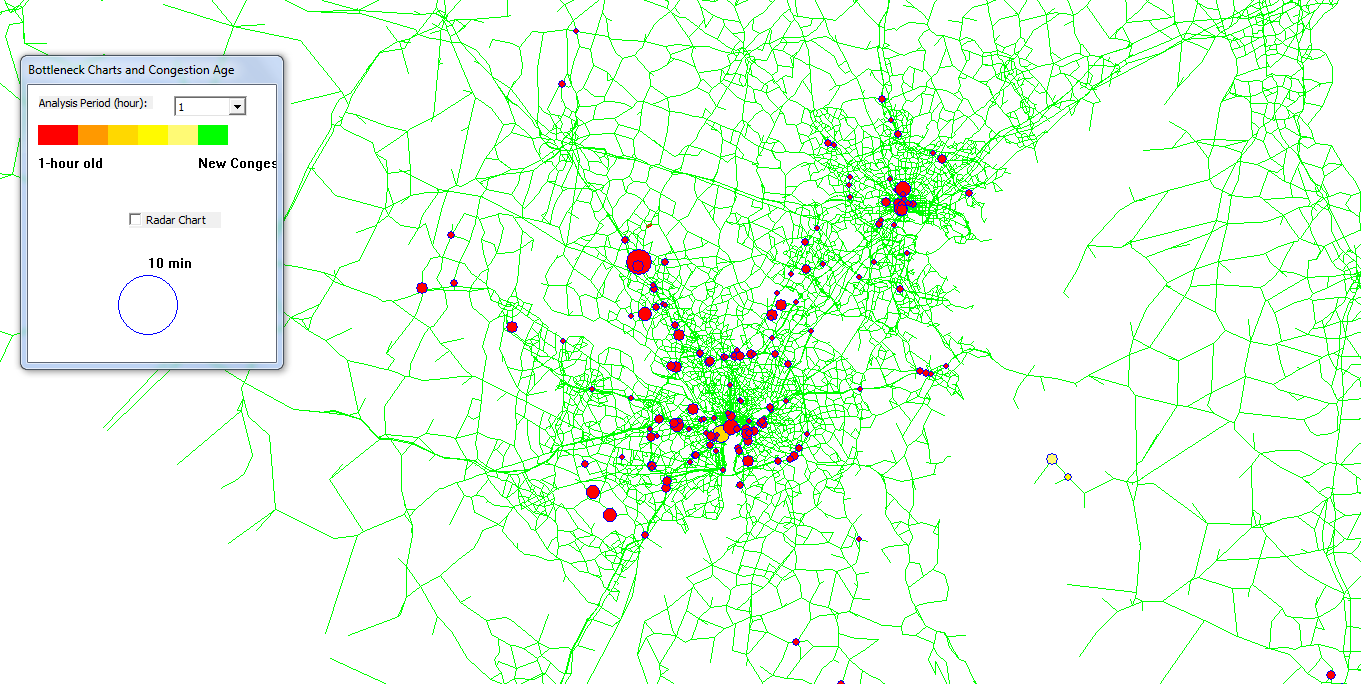 Bottleneck Charts and Congestion Age
Analysis Period (hour): 1
1-hour old New Conges
Radar Chart
10 min